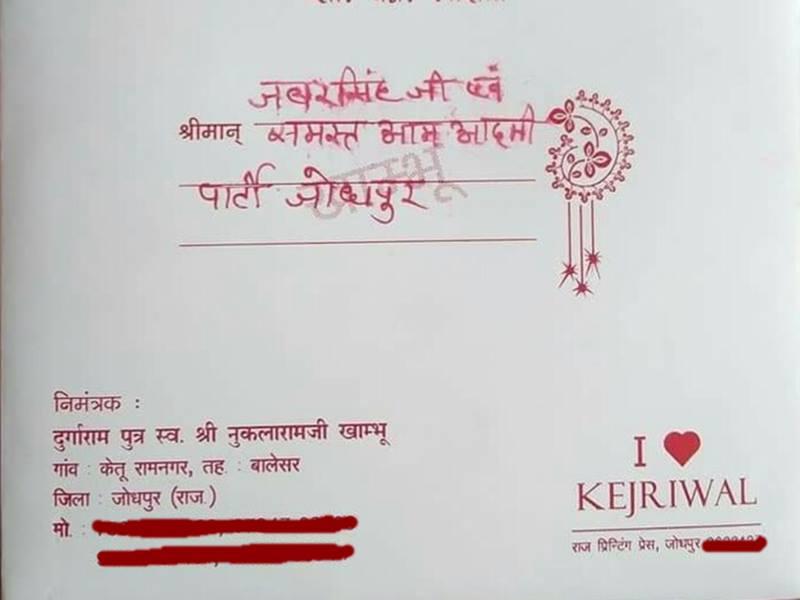 जबरसिंह जी एवं
श्रीमान् समस्त आम आदमी
पार्टी जोधपुर
खाम्भू
निमंत्रक :
दुर्गाराम पुत्र स्व. श्री नुकलारामजी खाम्भू
गांव : केतू रामनगर, तह. : बालेसर
जिला : जोधपुर (राज.)
मो. :
I ♥
KEJRIWAL
राज प्रिन्टिंग प्रेस, जोधपुर